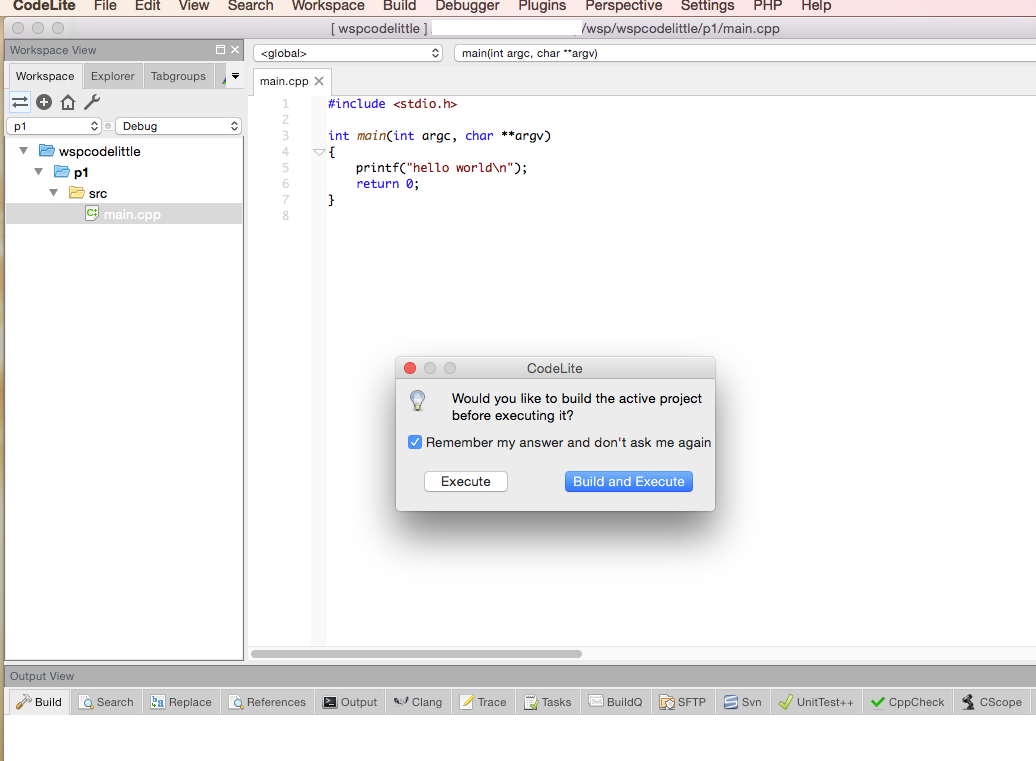 CodeLite File Edit View Search Workspace Build Debugger Plugins Perspective Settings PHP Help
[ wspcodelittle ] /wsp/wspcodelittle/p1/main.cpp
Workspace View
<global> main(int argc, char **argv)
Workspace Explorer Tabgroups
main.cpp
p1 Debug
wspcodelittle
p1
src
main.cpp
1 #include <stdio.h>
2
3 int main(int argc, char **argv)
4 {
5 printf("hello world\n");
6 return 0;
7 }
8
CodeLite
Would you like to build the active project
before executing it?
Remember my answer and don't ask me again
Execute Build and Execute
Output View
Build Search Replace References Output Clang Trace Tasks BuildQ SFTP Svn UnitTest++ CppCheck CScope